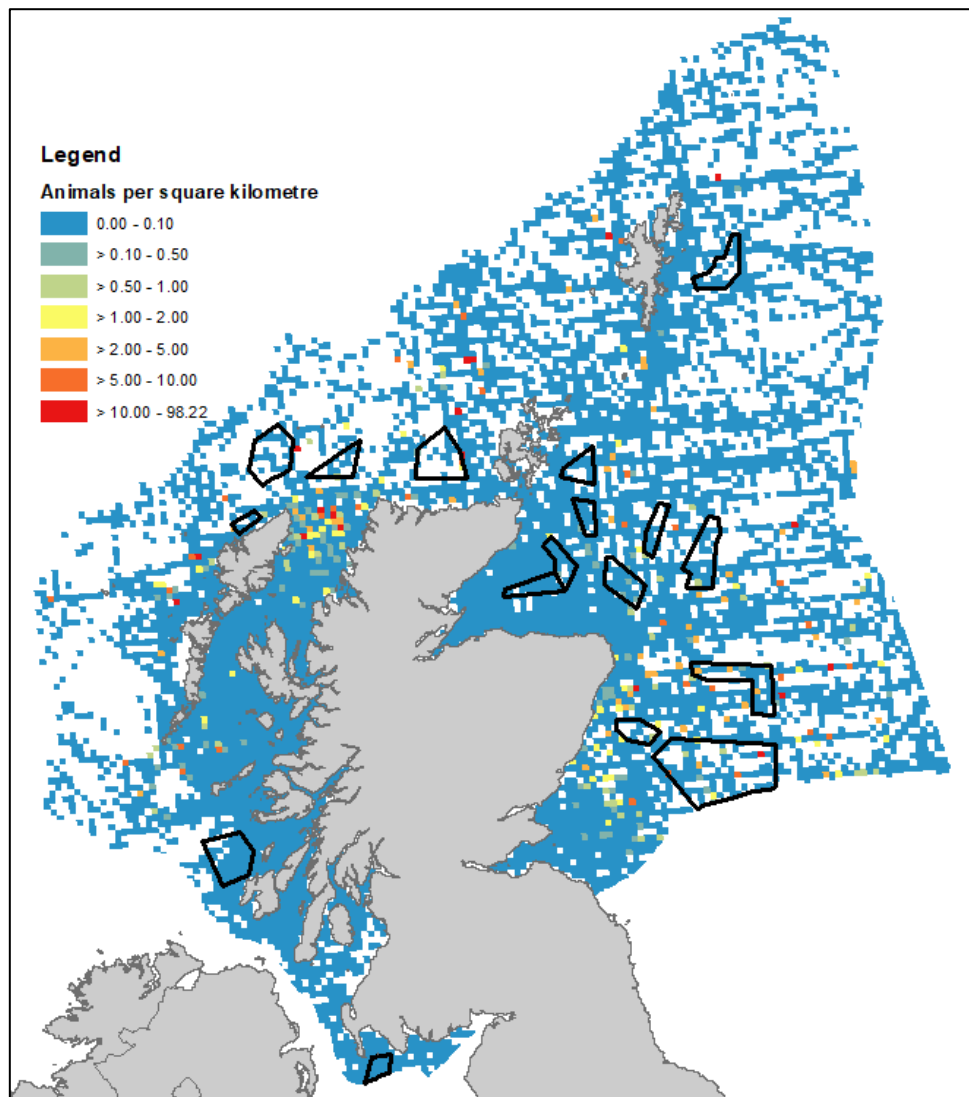 Legend
Animals per square kilometre
0.00 - 0.10
> 0.10 - 0.50
> 0.50 - 1.00
> 1.00 - 2.00
> 2.00 - 5.00
> 5.00 - 10.00
> 10.00 - 98.22